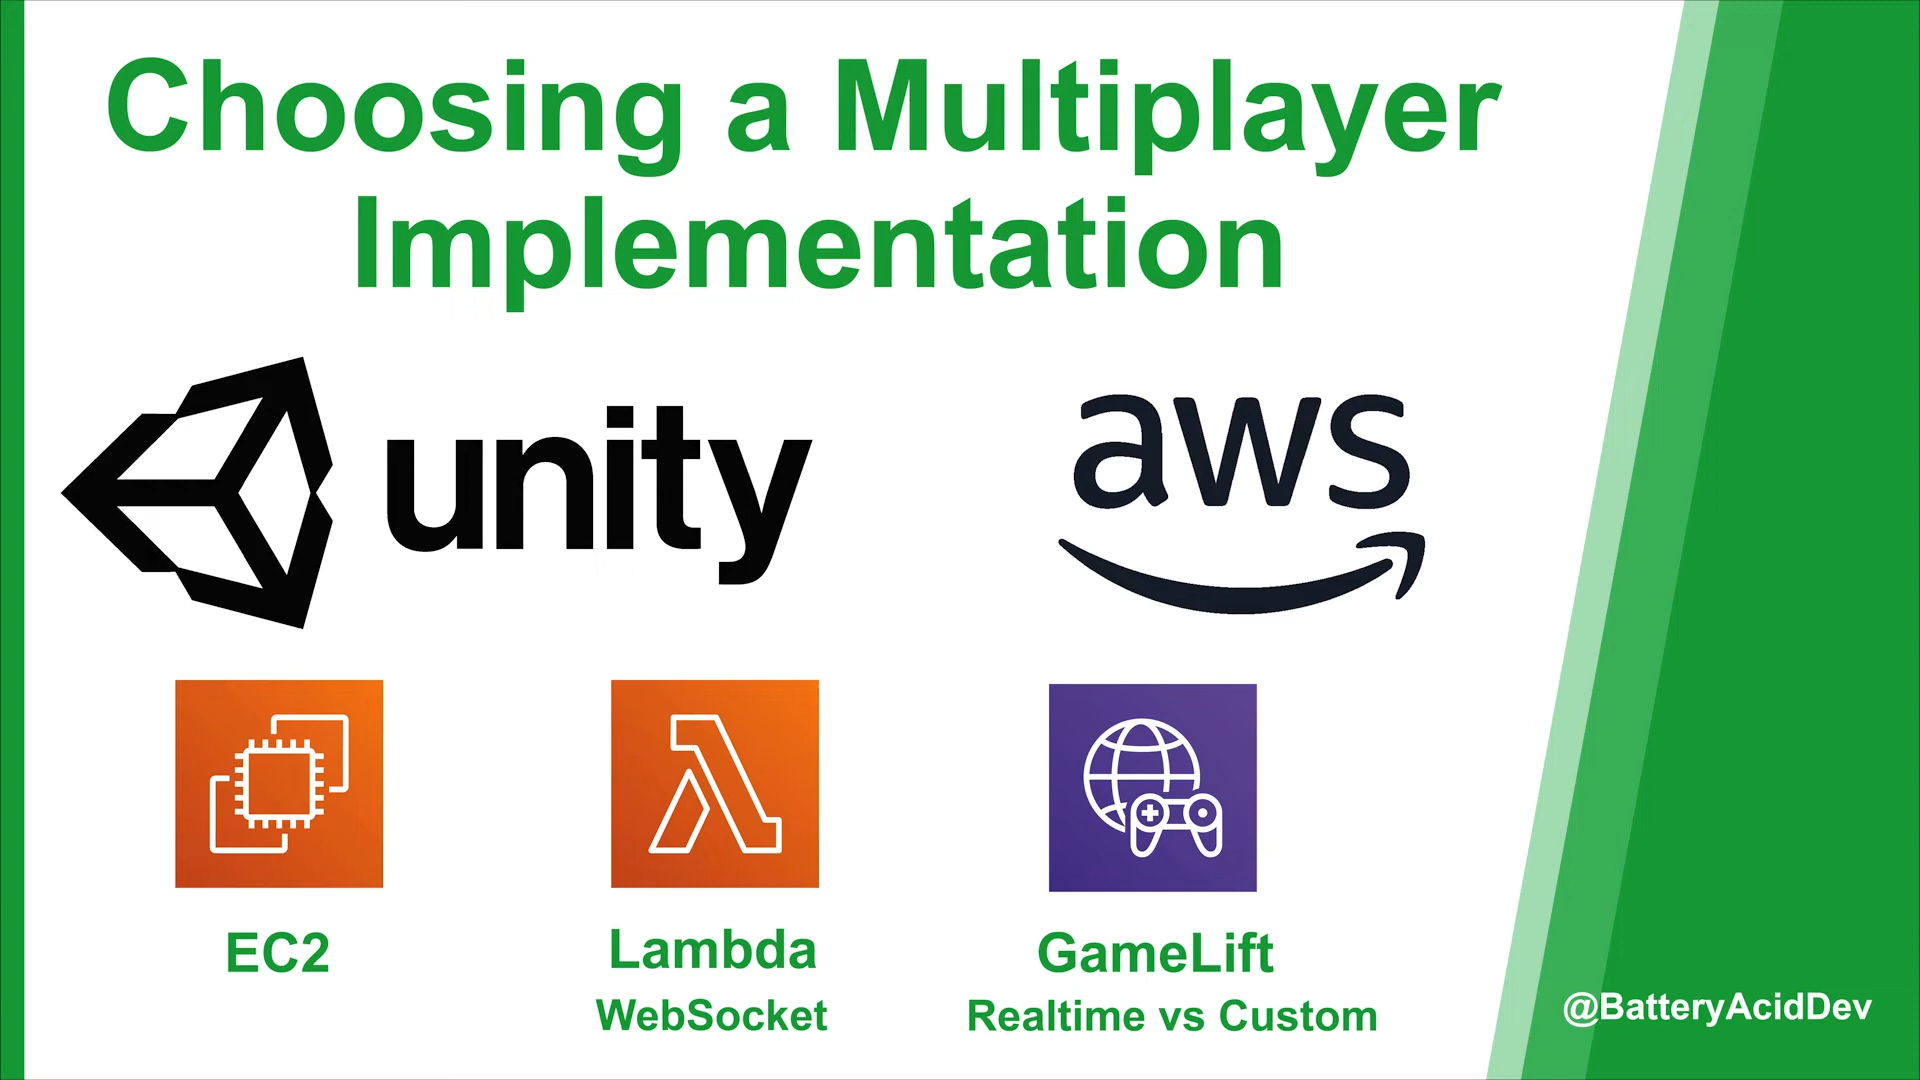 Choosing a Multiplayer
Implementation
unity
aws
EC2
Lambda
GameLift
WebSocket
Realtime vs Custom
@BatteryAcidDev